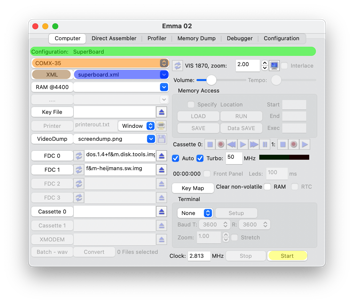 Emma 02
Computer Direct Assembler Profiler Memory Dump Debugger Configuration
Configuration: SuperBoard
COMX-35 VIS 1870, zoom: 2.00 interlace
XML superboard.xml Volume: Tempo:
RAM @4400 Memory Access
... Specify Location Start
Key File LOAD RUN End
Printer printerout.txt Window SAVE Data SAVE Exec:
VideoDump screendump.png Cassette 0: 1:
FDC 0 dos.1.4+f&m.disk.tools.img Auto Turbo: 50 MHz
FDC 1 f&m-heijmans.sw.img 00:00:000 Front Panel Leds: 100 ms
FDC 2 Key Map Clear non-volatile RAM RTC
FDC 3 Terminal
Cassette 0 None Setup
Cassette 1 Baud T: 3600 R: 3600
XMODEM Zoom: 1.00 Stretch
Batch - wav Convert 0 Files selected Clock: 2.813 MHz Stop Start